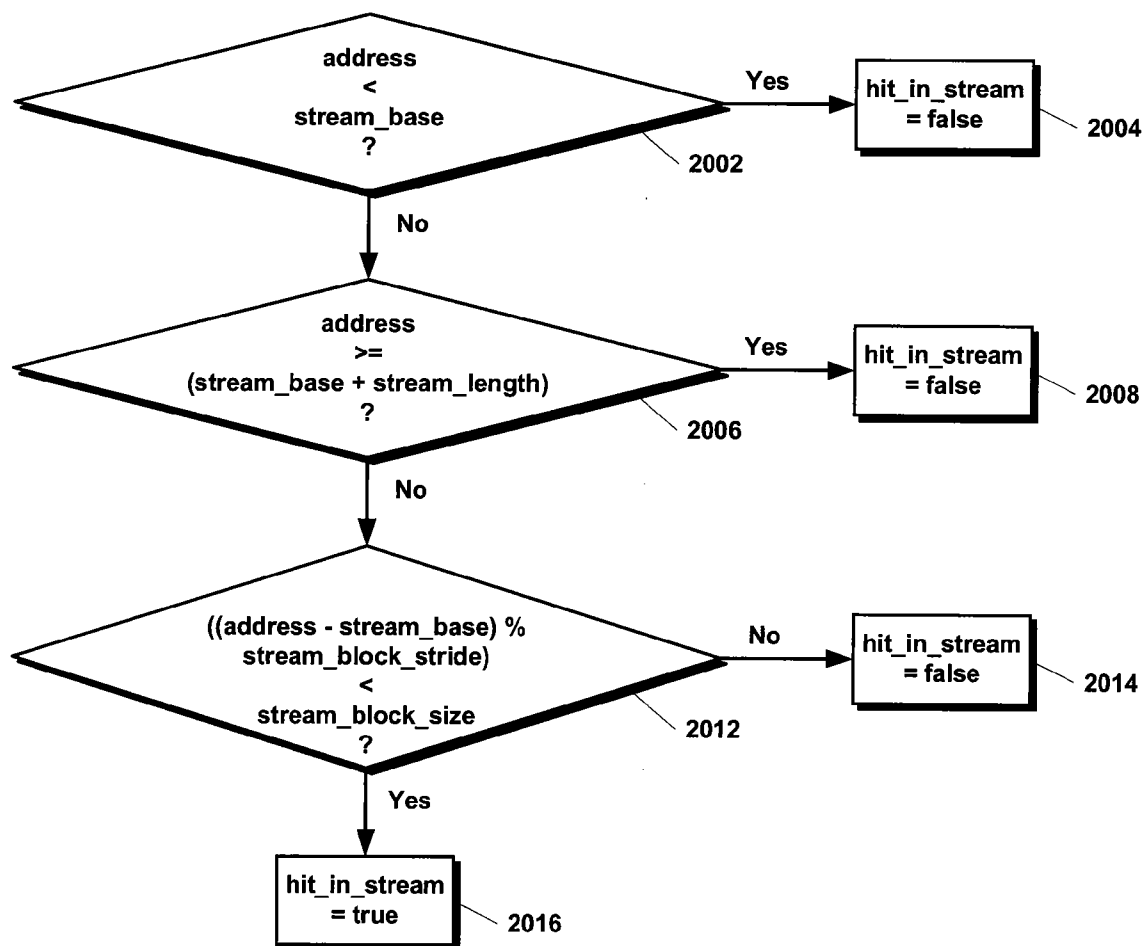 address
<
stream_base
?
2002
Yes
hit_in_stream
= false
2004
No
address
>=
(stream_base + stream_length)
?
2006
Yes
hit_in_stream
= false
2008
No
((address - stream_base) %
stream_block_stride)
<
stream_block_size
?
2012
No
hit_in_stream
= false
2014
Yes
hit_in_stream
= true
2016